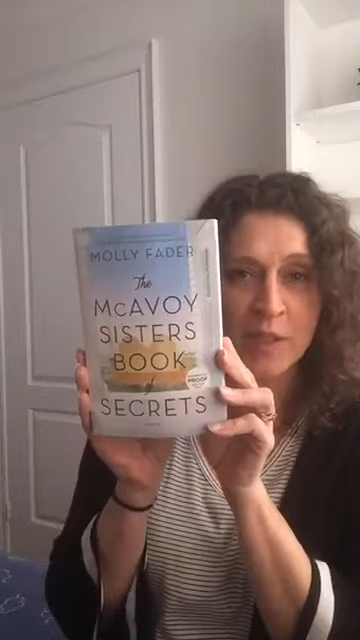 MOLLY FADER
The
McAVOY
SISTERS
BOOK
of
SECRETS
PROOF